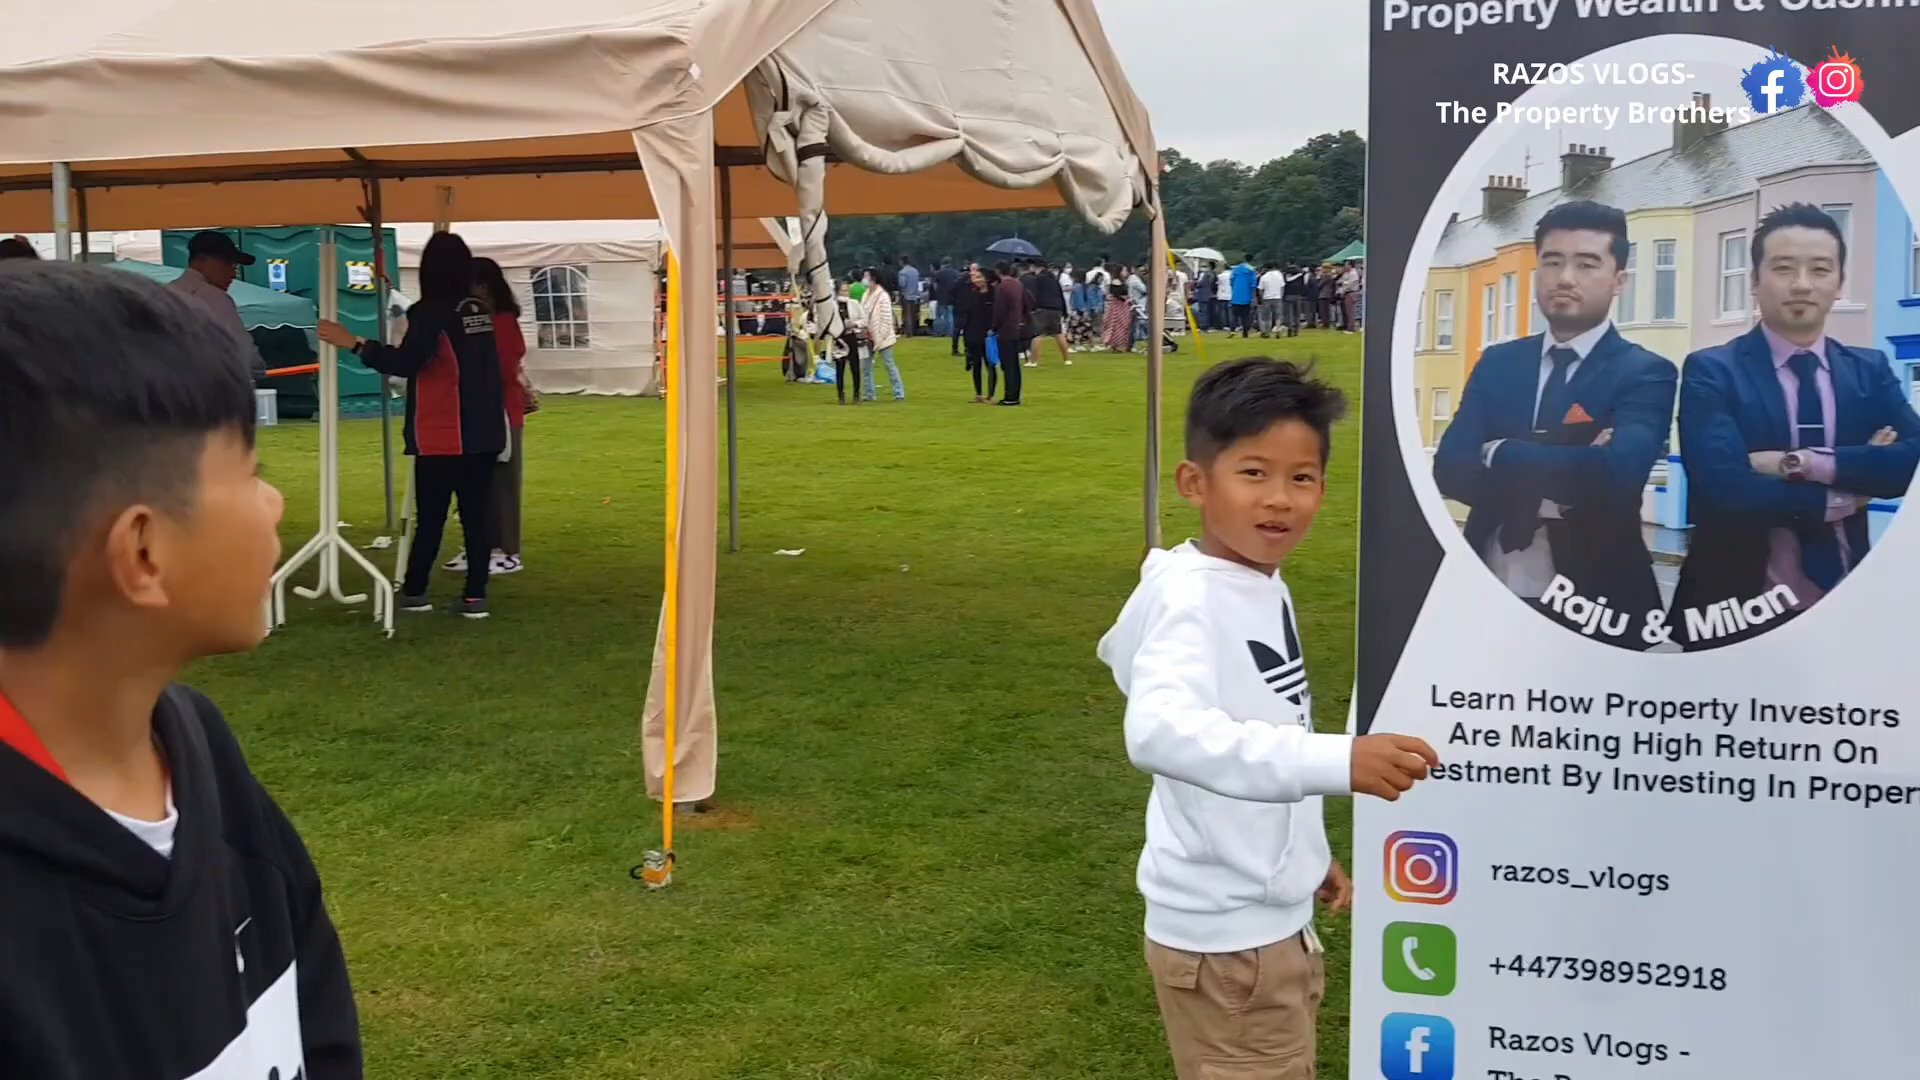 Property Wealth &
RAZOS VLOGS-
The Property Brothers
Raju & Milan
Learn How Property Investors
Are Making High Return On
estment By Investing In Proper
razos_vlogs
+447398952918
Razos Vlogs -